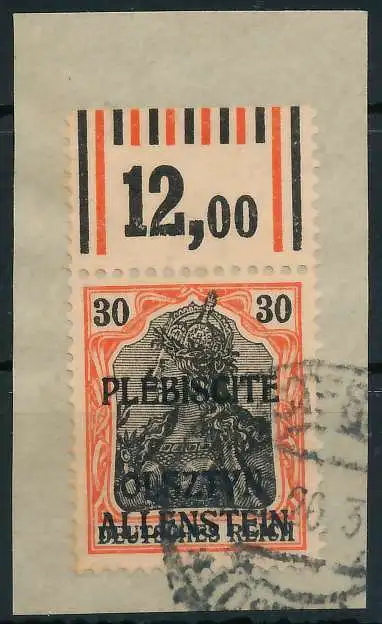 12,00
30 30
PLÉBISCITE
OLSZTYN
ALLENSTEIN
DEUTSCHES REICH